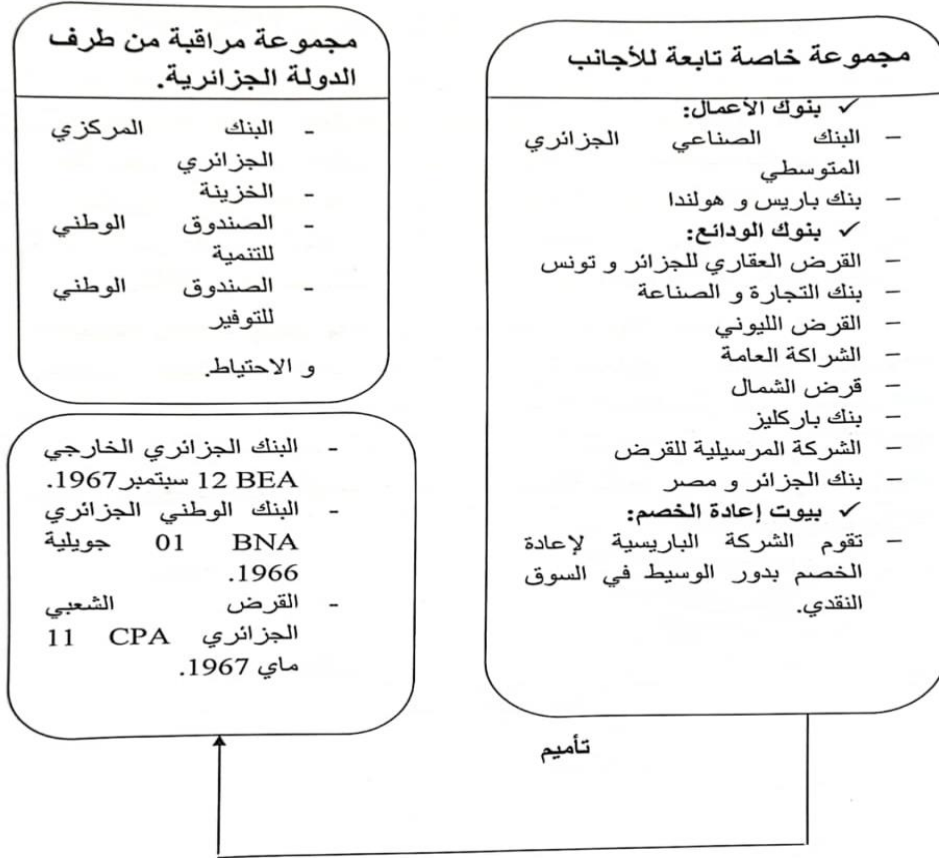 مجموعة خاصة تابعة للأجانب
✓ بنوك الأعمال:
– البنك الصناعي الجزائري
المتوسطي
– بنك باريس و هولندا
✓ بنوك الودائع:
– القرض العقاري للجزائر و تونس
– بنك التجارة و الصناعة
– القرض الليوني
– الشراكة العامة
– قرض الشمال
– بنك باركليز
– الشركة المرسيلية للقرض
– بنك الجزائر و مصر
✓ بيوت إعادة الخصم:
– تقوم الشركة الباريسية لإعادة
الخصم بدور الوسيط في السوق
النقدي.
مجموعة مراقبة من طرف
الدولة الجزائرية.
- البنك المركزي
الجزائري
- الخزينة
- الصندوق الوطني
للتنمية
- الصندوق الوطني
للتوفير
و الاحتياط.
- البنك الجزائري الخارجي
BEA 12 سبتمبر 1967.
- البنك الوطني الجزائري
BNA 01 جويلية
1966.
- القرض الشعبي
الجزائري CPA 11
ماي 1967.
تأميم